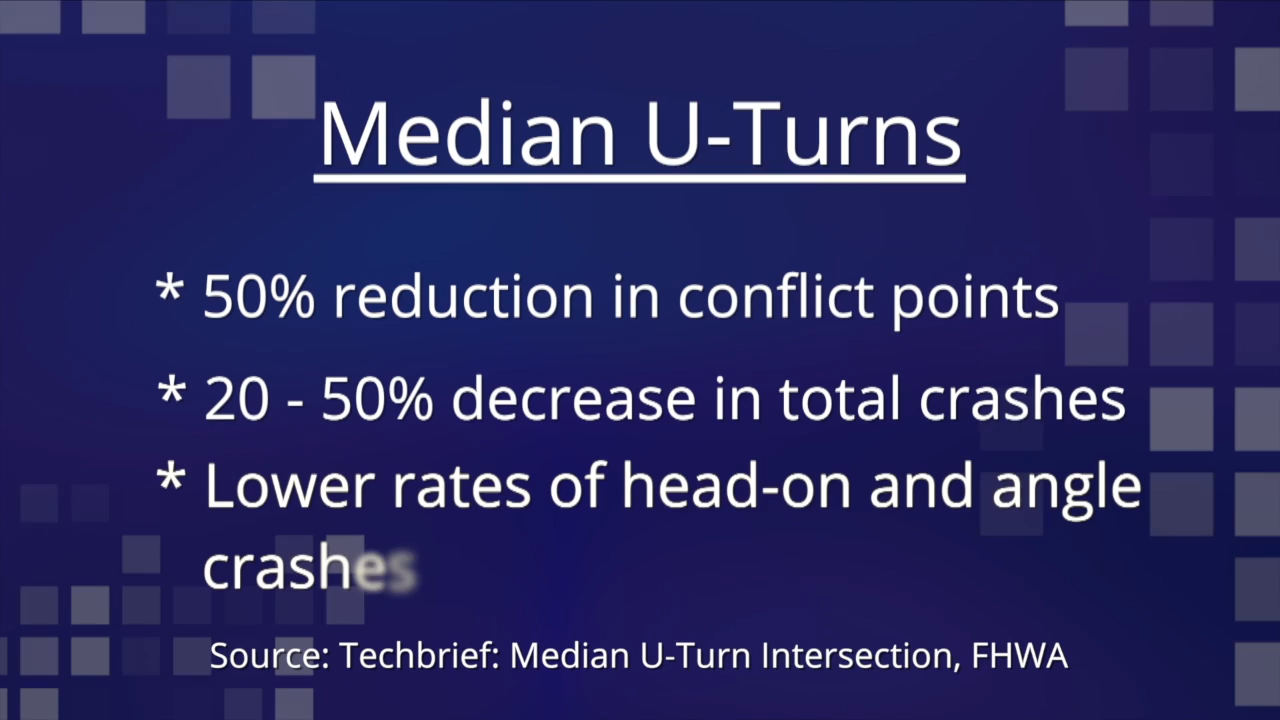 Median U-Turns
* 50% reduction in conflict points
* 20 - 50% decrease in total crashes
* Lower rates of head-on and angle
crashes
Source: Techbrief: Median U-Turn Intersection, FHWA